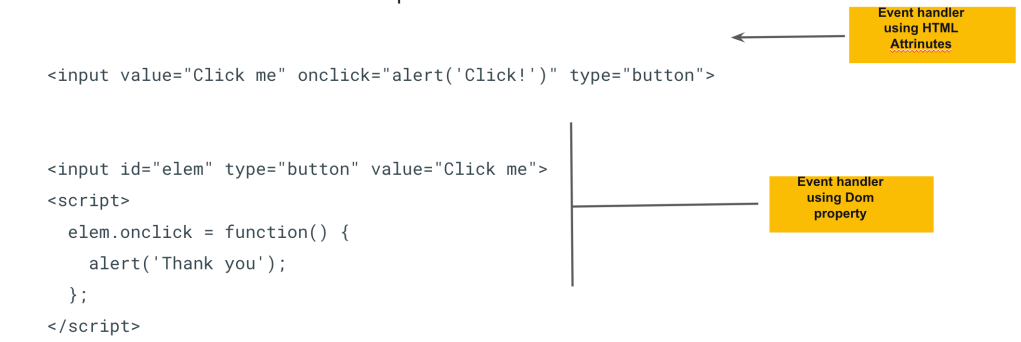 Event handler
using HTML
Attrinutes
<input value="Click me" onclick="alert('Click!')" type="button">
<input id="elem" type="button" value="Click me">
<script>
elem.onclick = function() {
alert('Thank you');
};
</script>
Event handler
using Dom
property